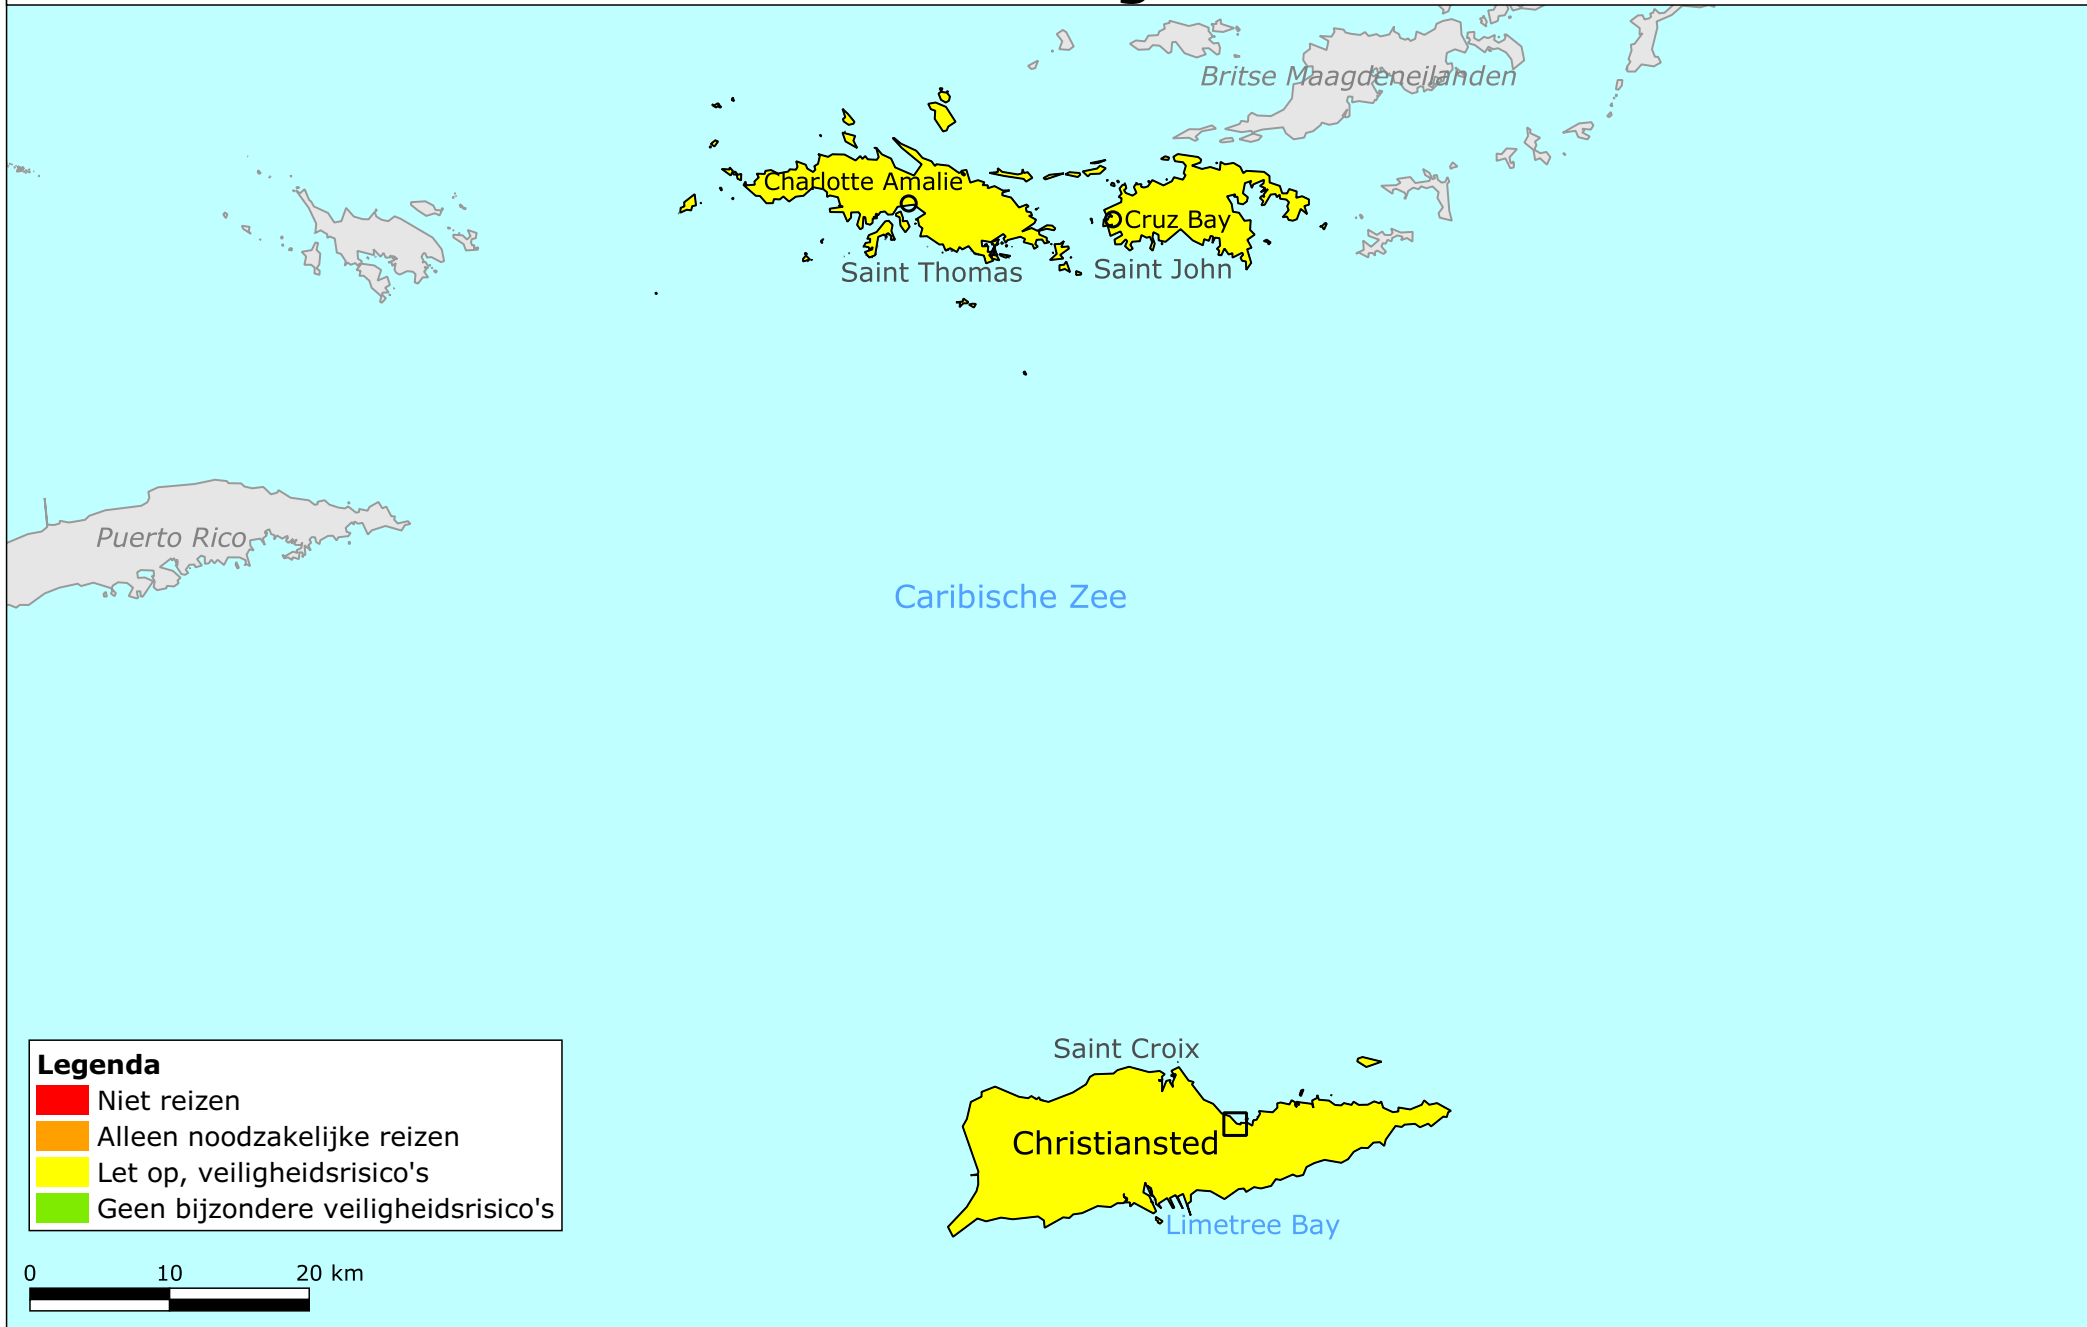 Britse Maagdeneilanden
Charlotte Amalie
Cruz Bay
Saint Thomas
Saint John
Puerto Rico
Caribische Zee
Saint Croix
Christiansted
Limetree Bay
Legenda
Niet reizen
Alleen noodzakelijke reizen
Let op, veiligheidsrisico's
Geen bijzondere veiligheidsrisico's
0 10 20 km